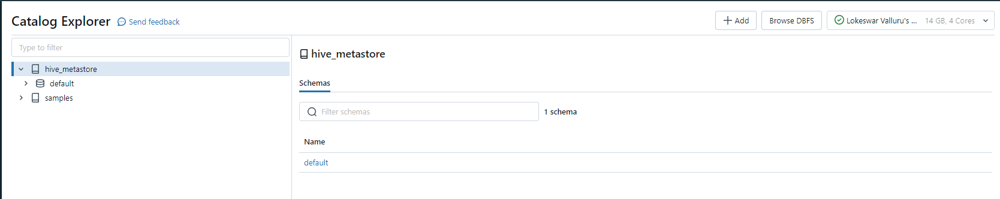 Catalog Explorer Send feedback
Add Browse DBFS Lokeswar Valluru's ... 14 GB, 4 Cores
Type to filter
hive_metastore
default
samples
hive_metastore
Schemas
Filter schemas 1 schema
Name
default